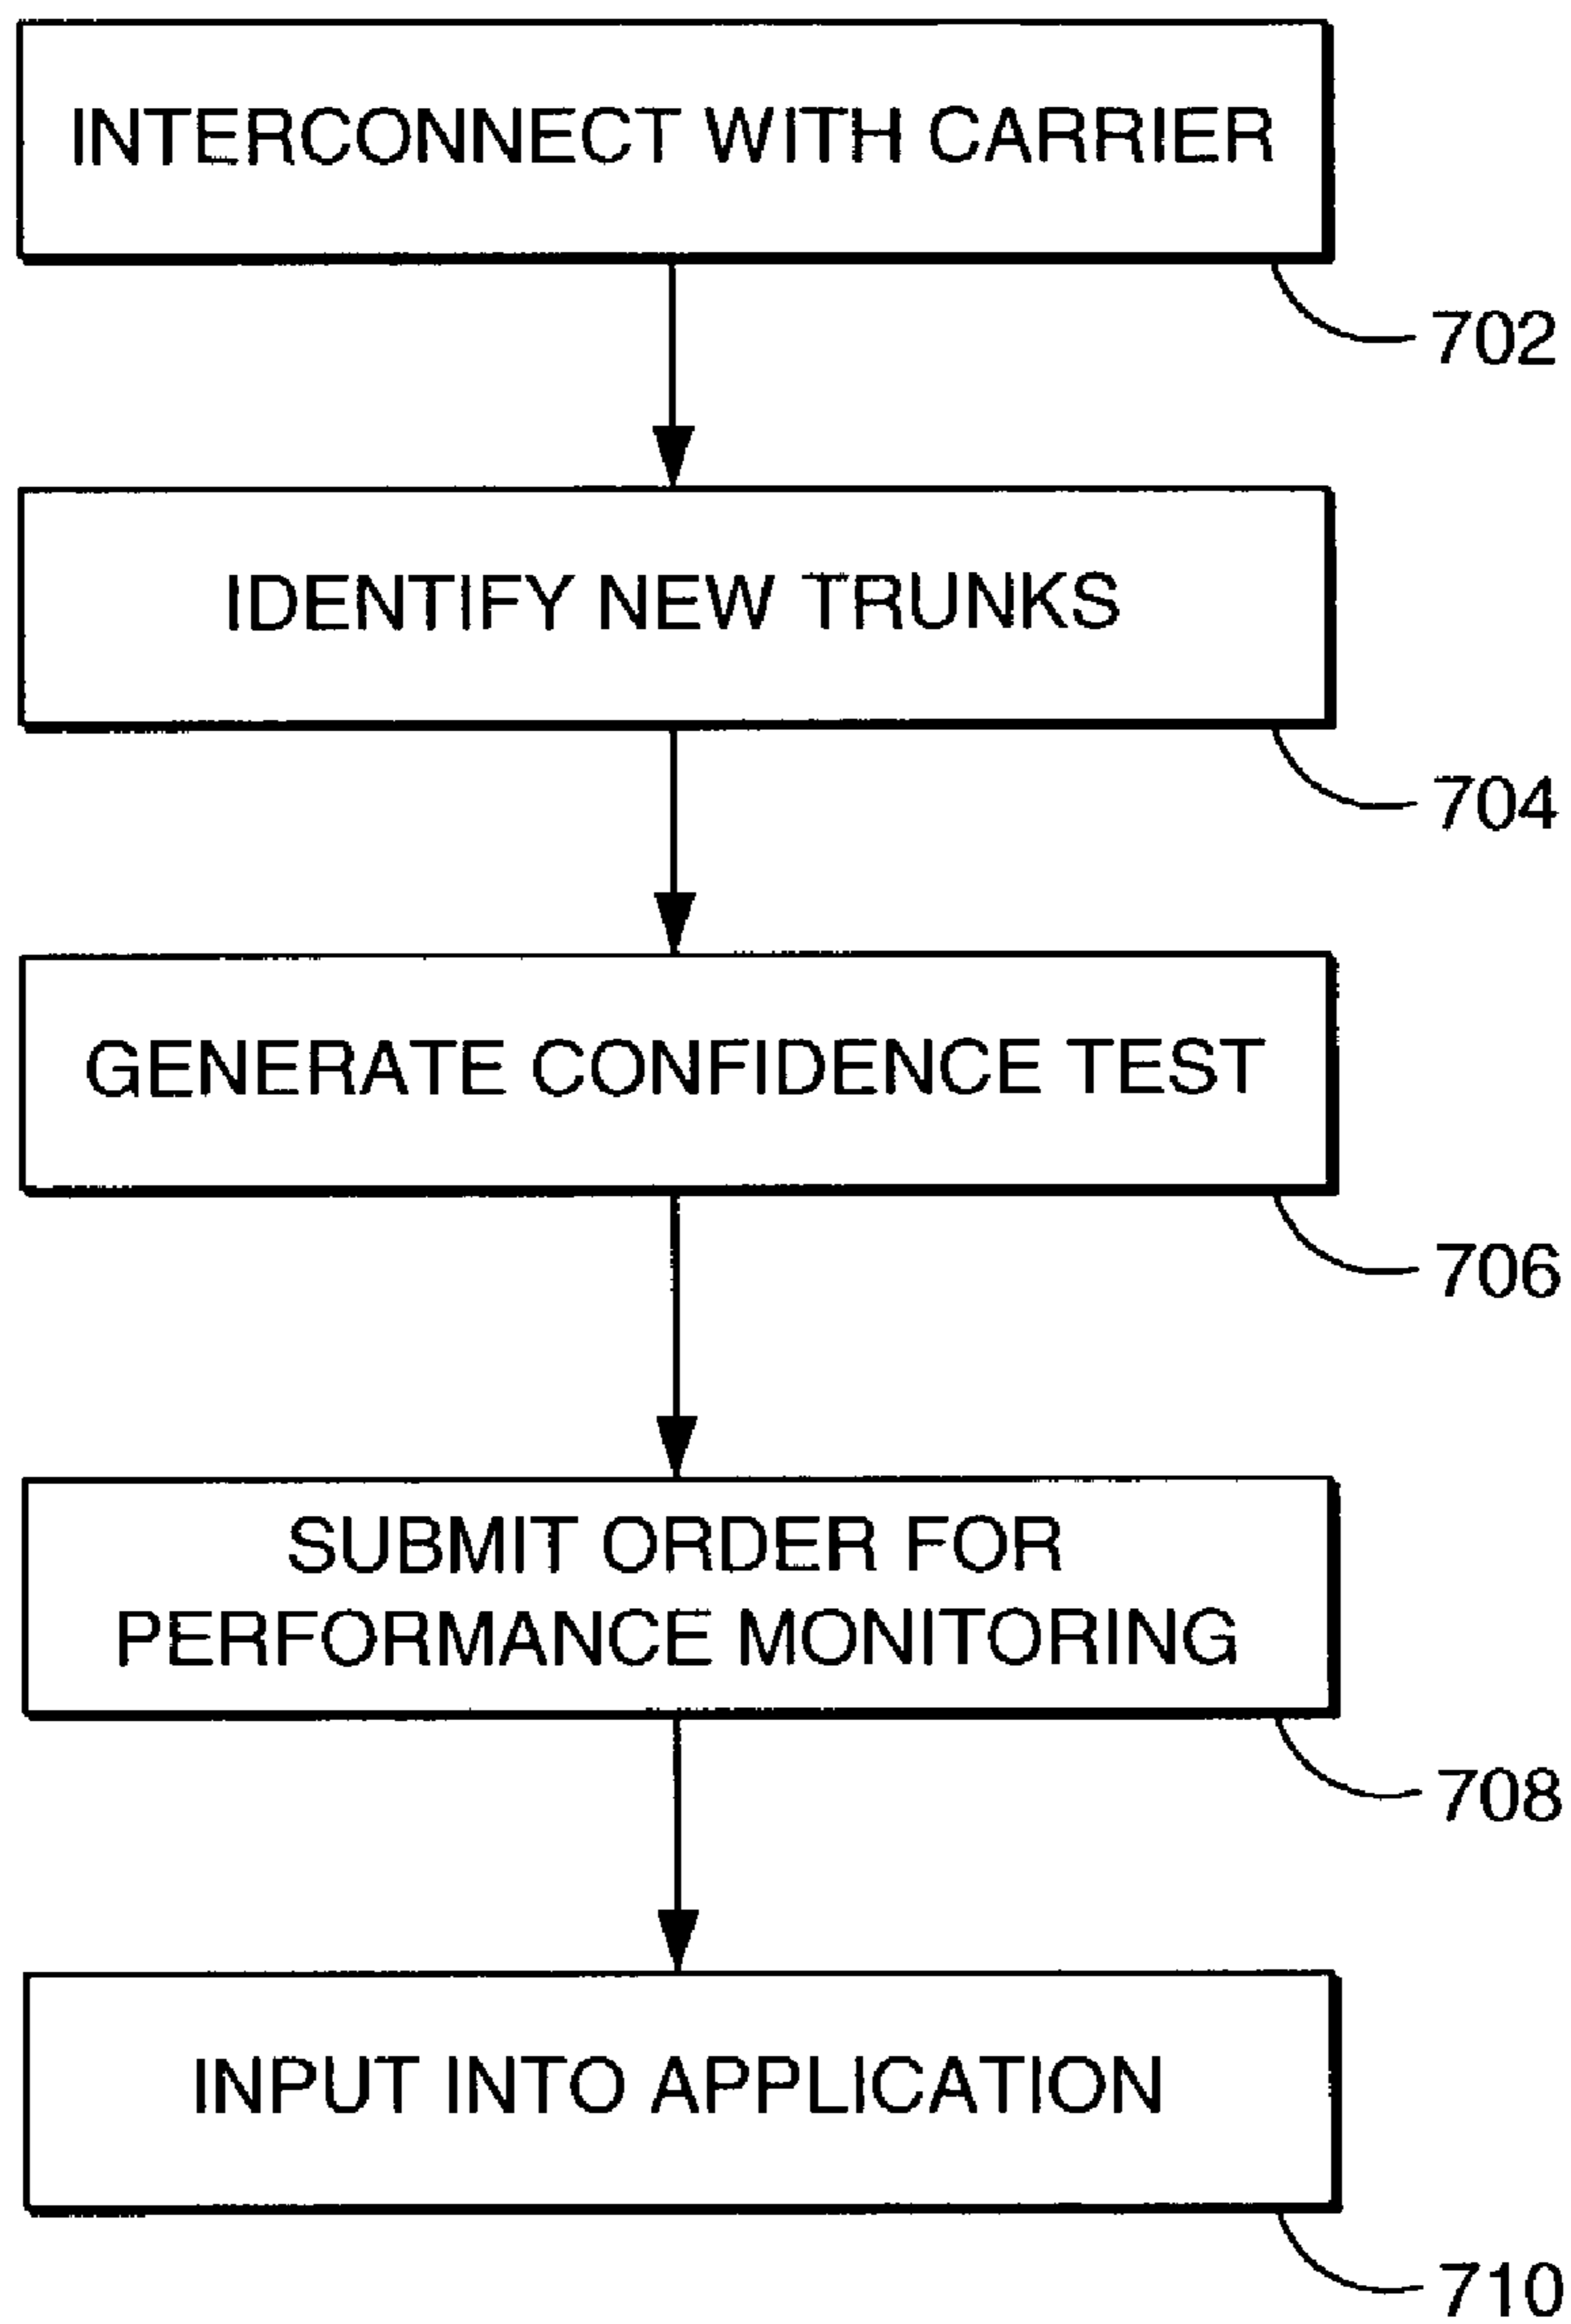 INTERCONNECT WITH CARRIER
702
IDENTIFY NEW TRUNKS
704
GENERATE CONFIDENCE TEST
706
SUBMIT ORDER FOR
PERFORMANCE MONITORING
708
INPUT INTO APPLICATION
710